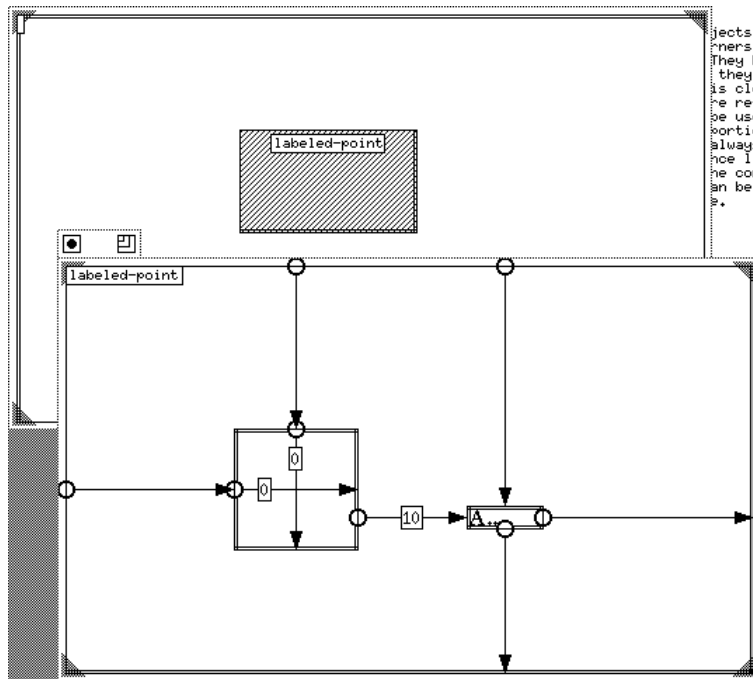 jects
rners
They
they
is cl
re re
be us
portic
alway
nce l
he co
an be
e.
labeled-point
labeled-point
0
0
10
A..